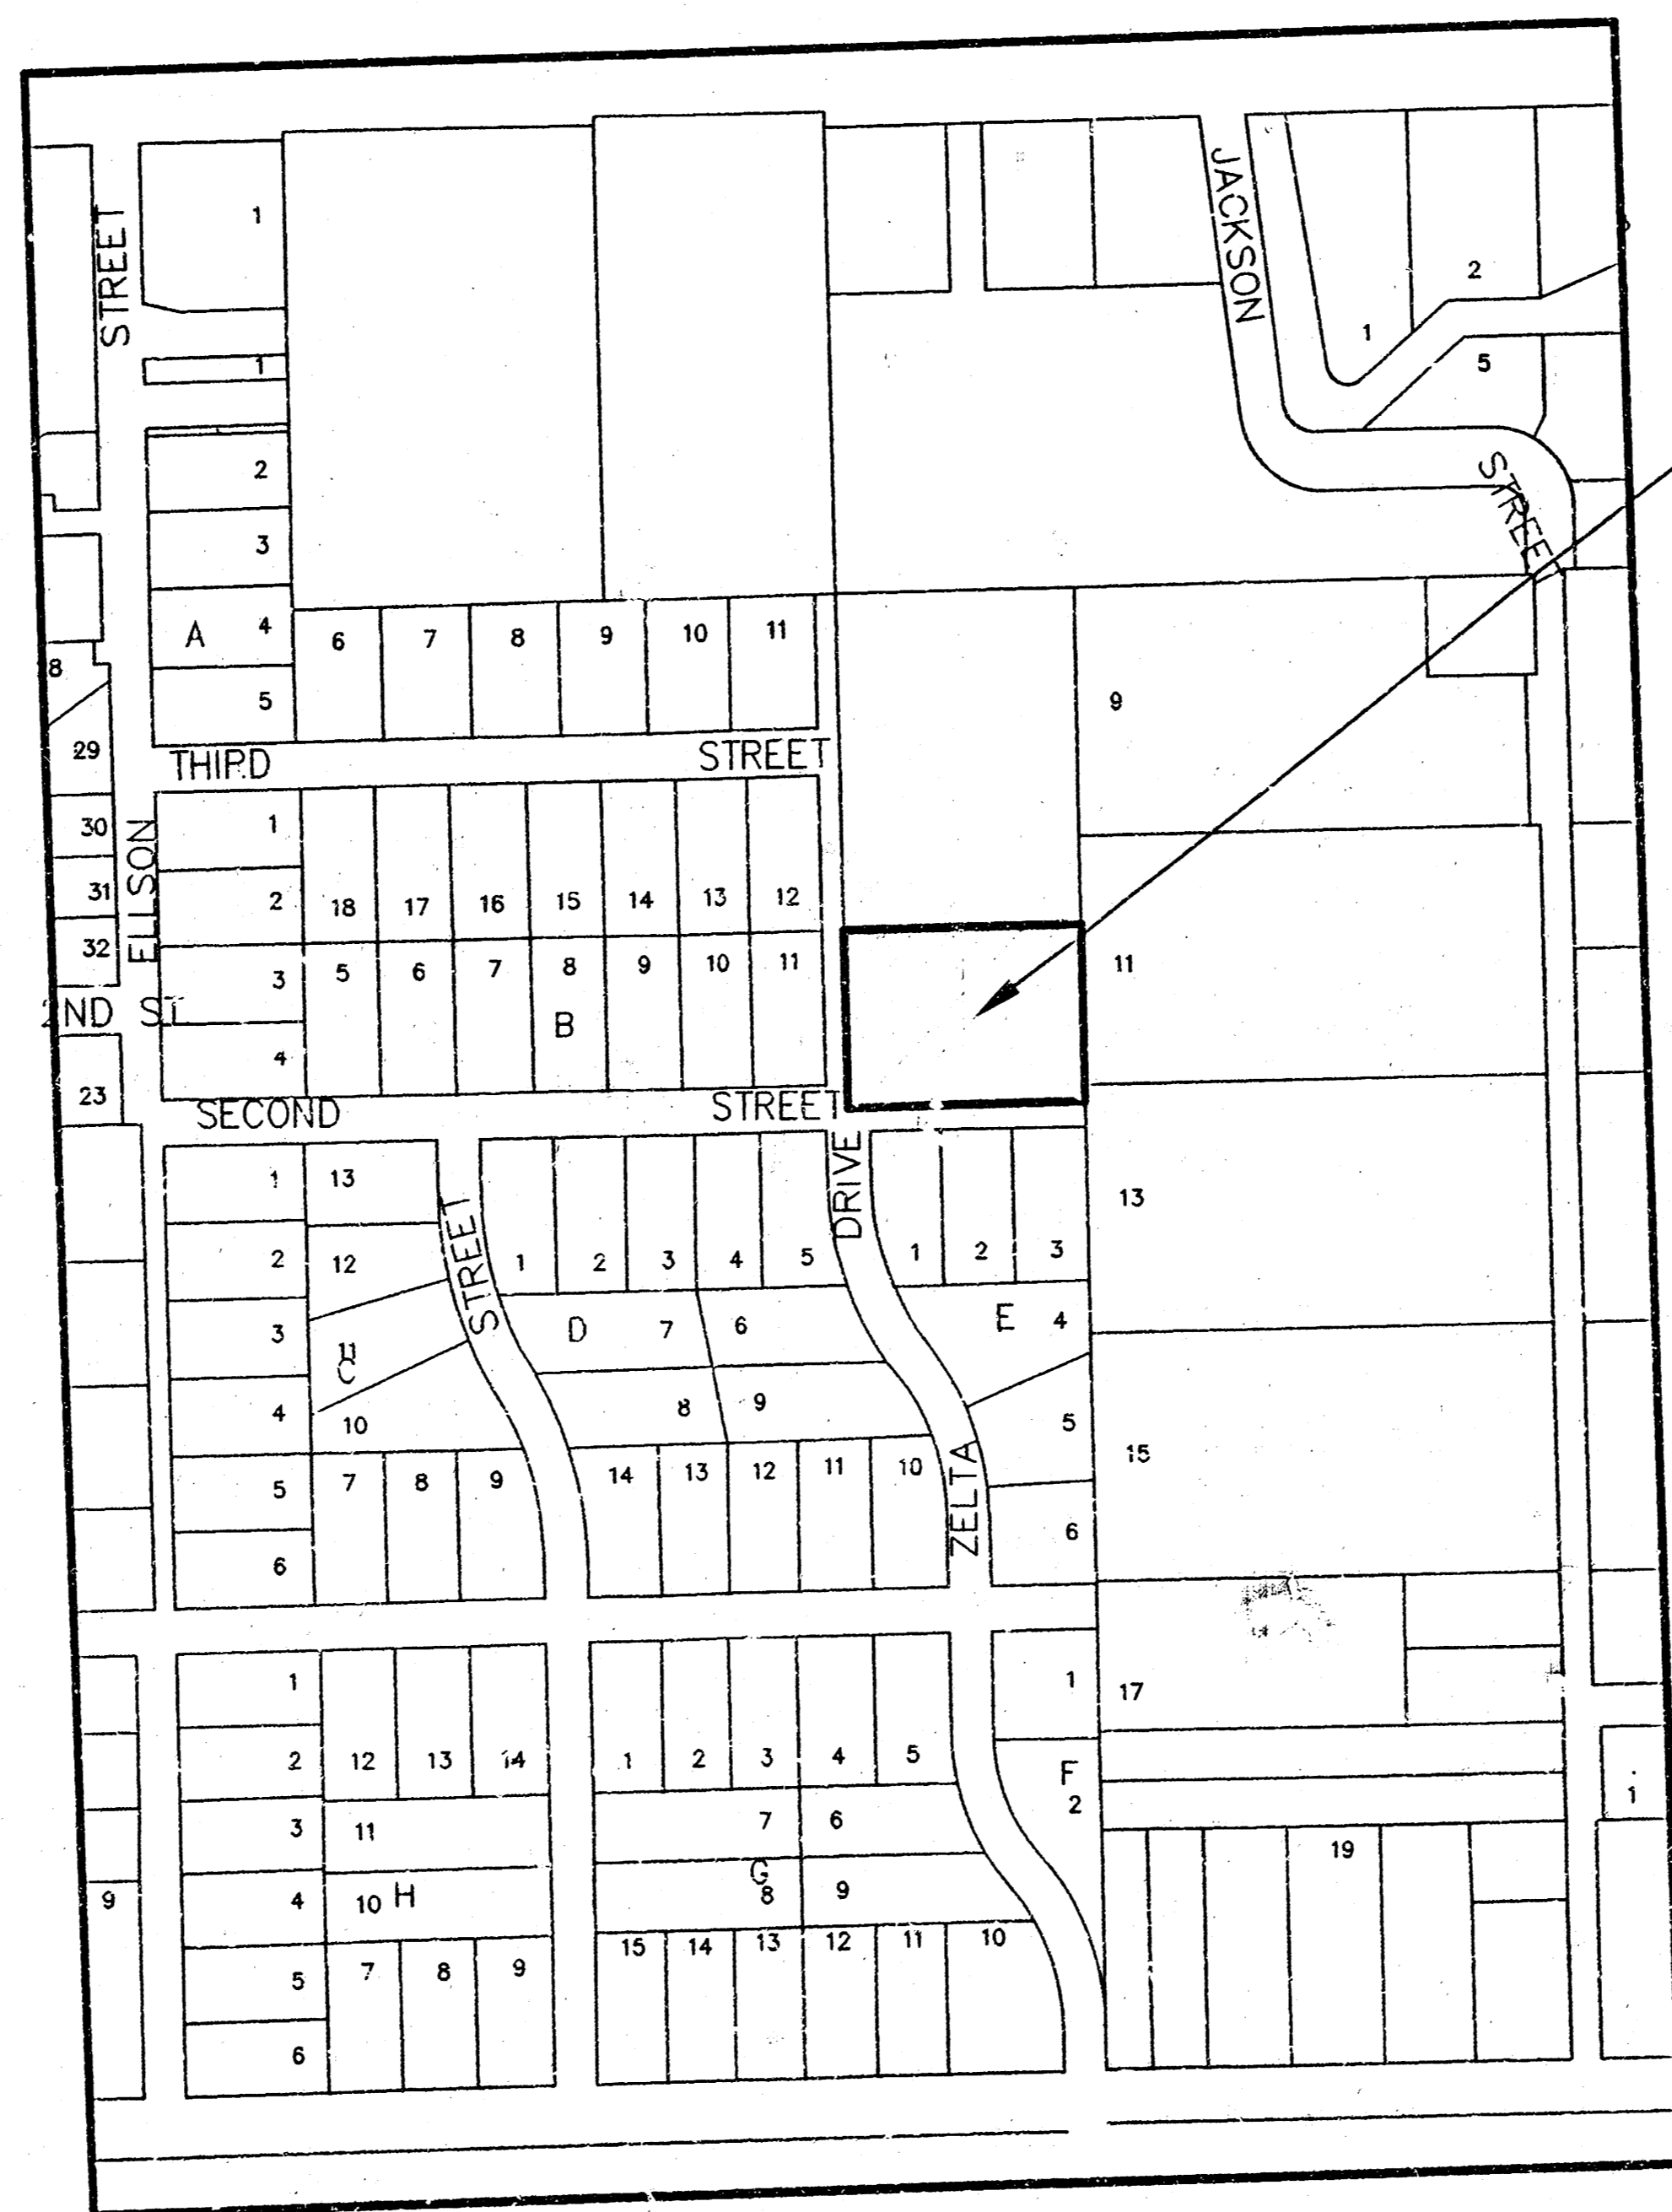 JACKSON
STREET
1
2
1
1
5
2
STREET
3
A 4
6 7 8 9 10 11
8
5
9
29
THIRD STREET
30
1
31
ELLSON
2
18 17 16 15 14 13 12
32
3
5 6 7 8 9 10 11
11
2ND ST
B
4
23
SECOND STREET
DRIVE
1 13
13
STREET
2 12
1 2 3 4 5
1 2 3
3
11
C
D 7 6
E 4
4
10
8 9
5
15
5
7 8 9
14 13 12 11 10
ZELTA
6
6
1
1
17
2 12 13 14
1 2 3 4 5
F
2
1
3 11
7 6
19
9
4 10 H
G
8 9
15 14 13 12 11 10
5 7 8 9
6